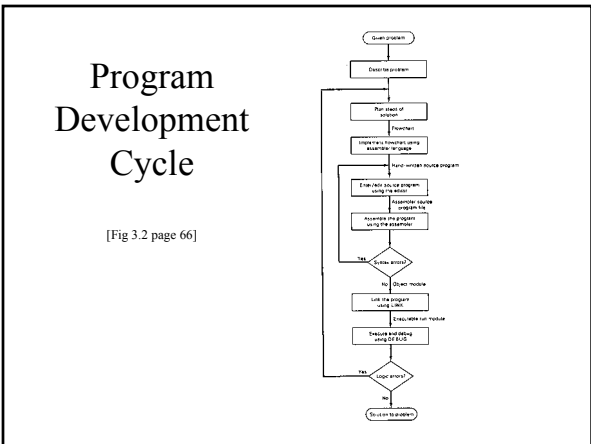 Program
Development
Cycle
[Fig 3.2 page 66]
Given problem
Describe problem
Plan steps of
solution
Flowchart
Implement flowchart using
assembler language
Hand-written source program
Enter/edit source program
using the editor
Assembler source
program file
Assemble the program
using the assembler
Yes
Syntax errors?
No
Object module
Link the program
using LINK
Executable run module
Execute and debug
using DEBUG
Yes
Logic errors?
No
Solution to problem